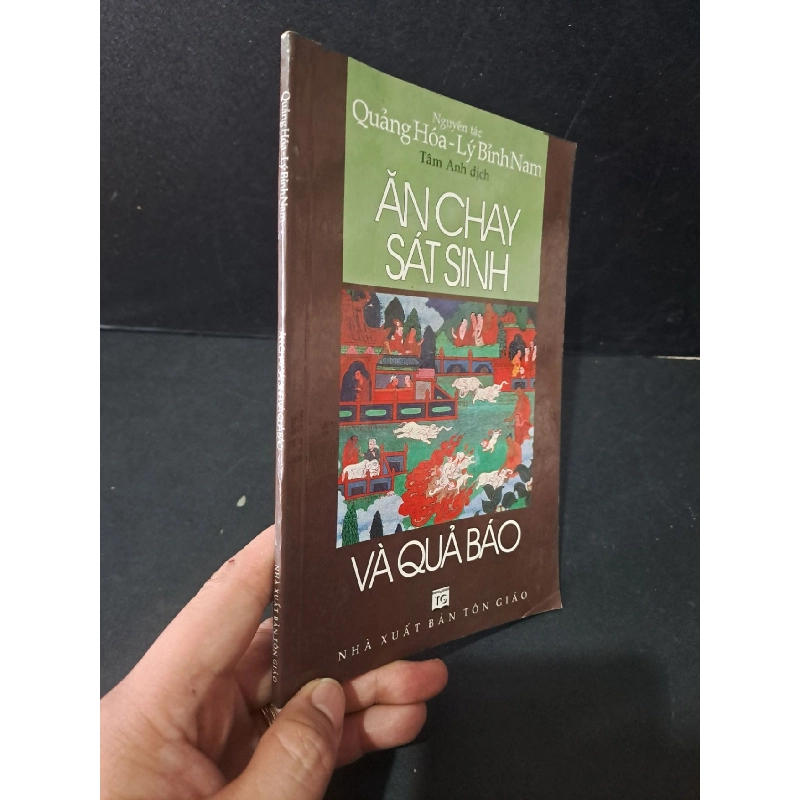 Nguyên tác
Quảng Hóa-Lý Bỉnh Nam
Tâm Anh dịch
ĂN CHAY
SÁT SINH
VÀ QUẢ BÁO
TG
NHÀ XUẤT BẢN TÔN GIÁO
Quảng Hóa-Lý Bỉnh Nam
NHÀ XUẤT BẢN TÔN GIÁO